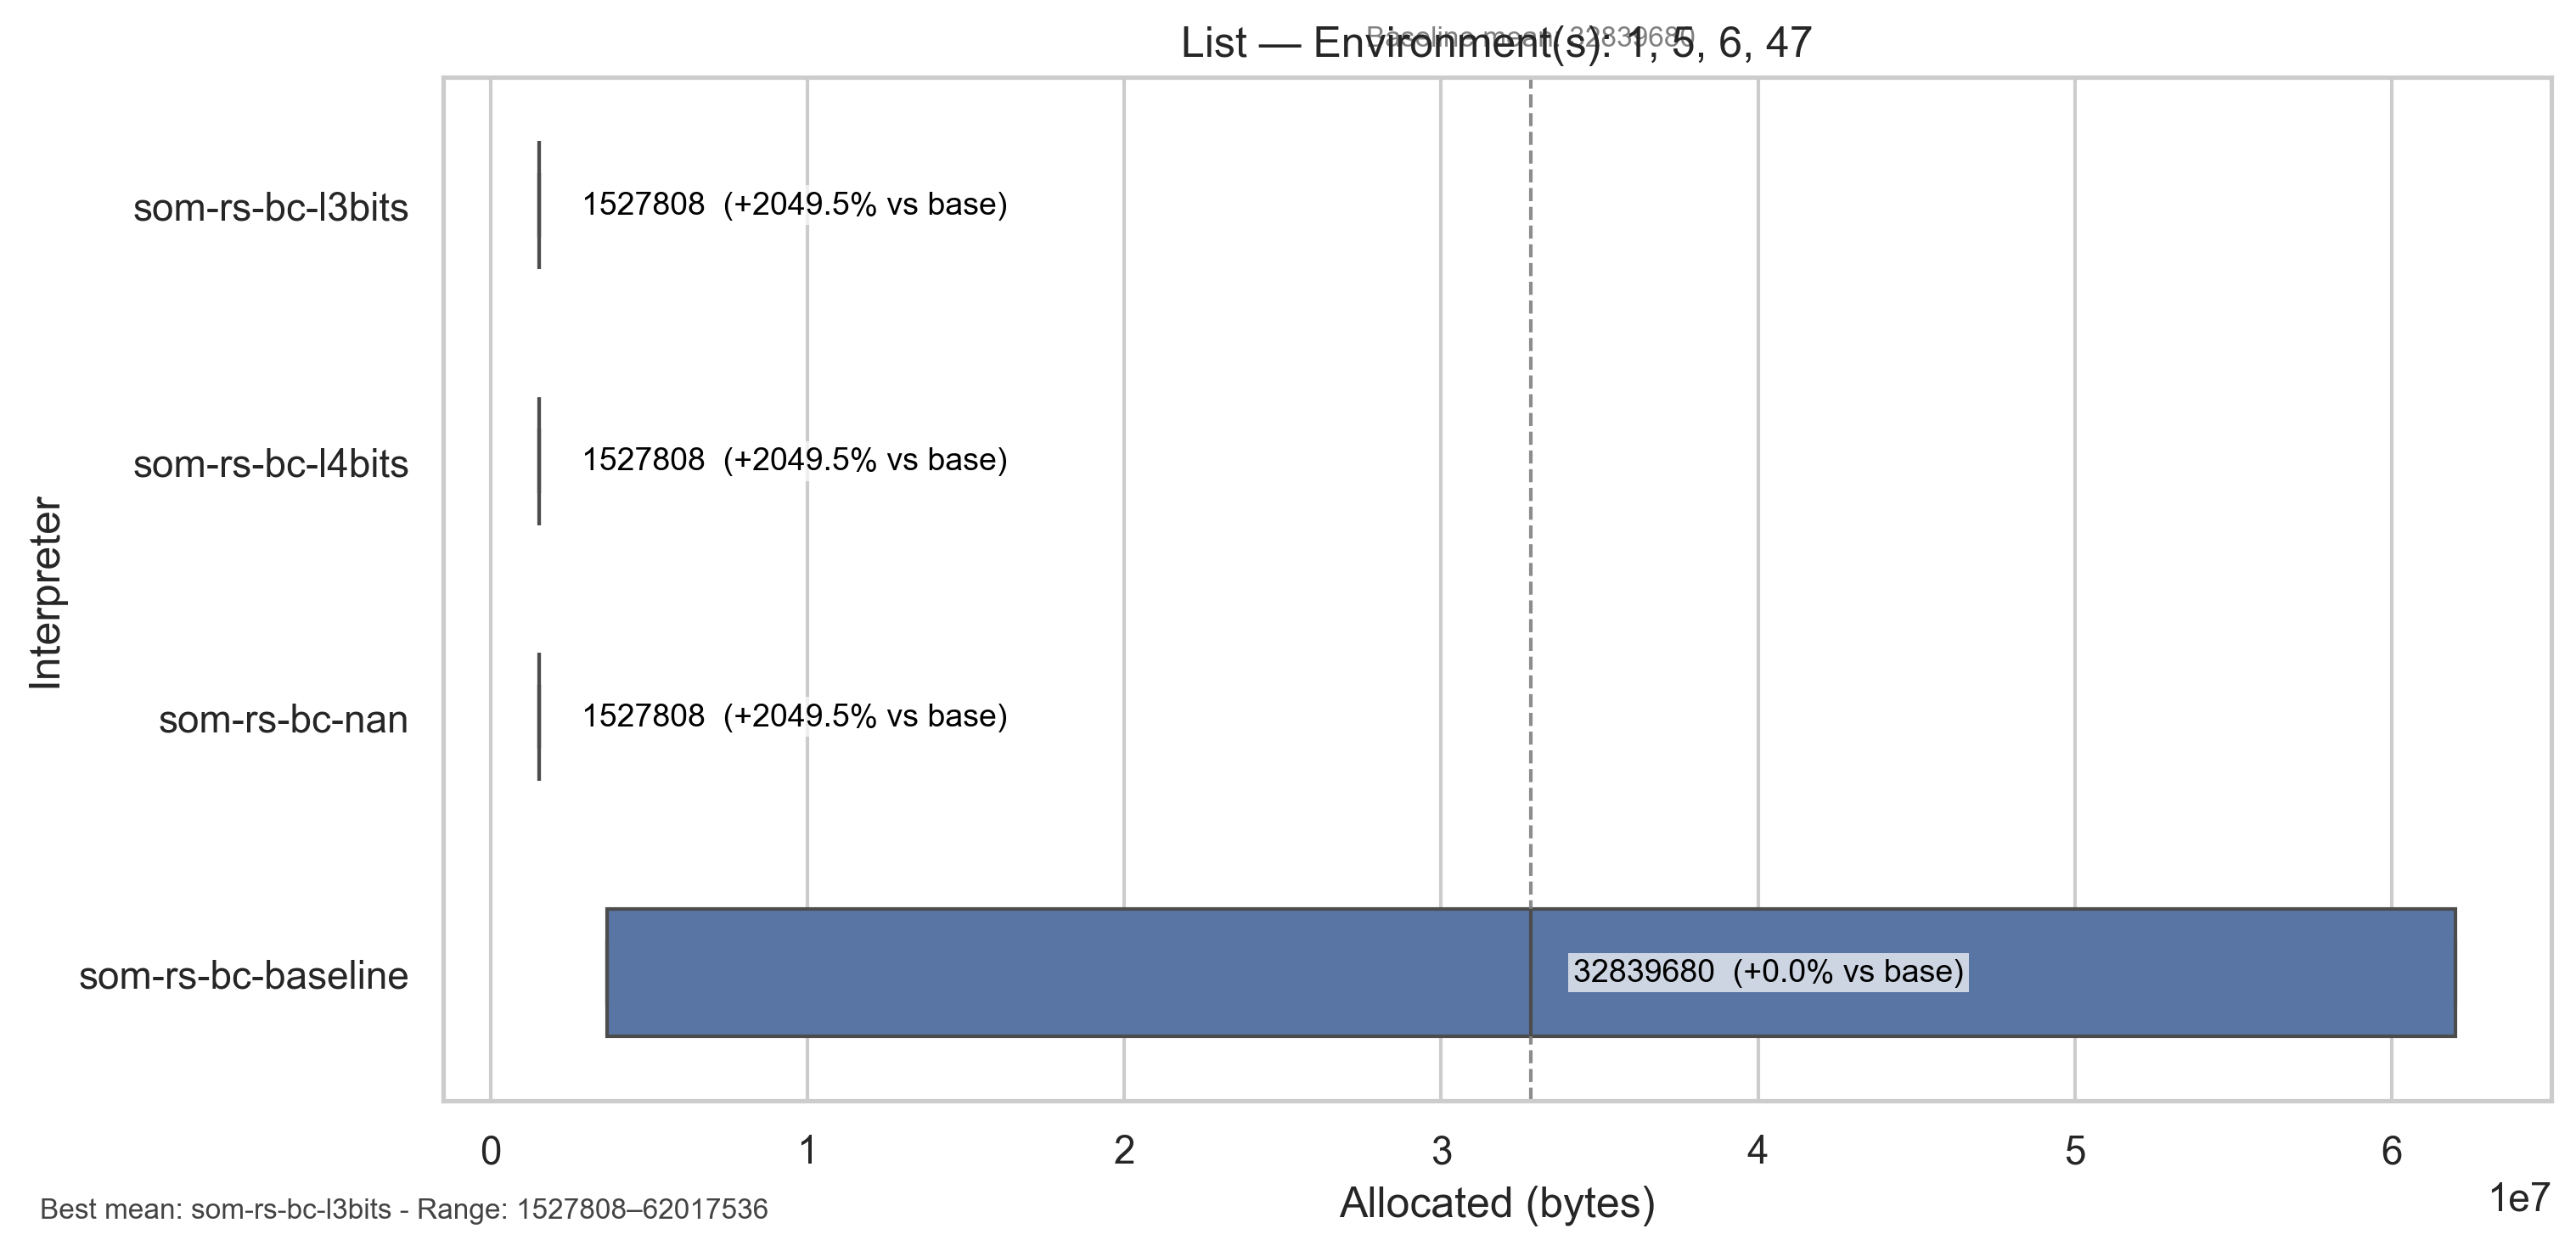 List — Environment(s): 1, 5, 6, 47
Baseline mean: 32839680
Interpreter
som-rs-bc-l3bits
1527808 (+2049.5% vs base)
som-rs-bc-l4bits
1527808 (+2049.5% vs base)
som-rs-bc-nan
1527808 (+2049.5% vs base)
som-rs-bc-baseline
32839680 (+0.0% vs base)
0 1 2 3 4 5 6
1e7
Allocated (bytes)
Best mean: som-rs-bc-l3bits - Range: 1527808–62017536